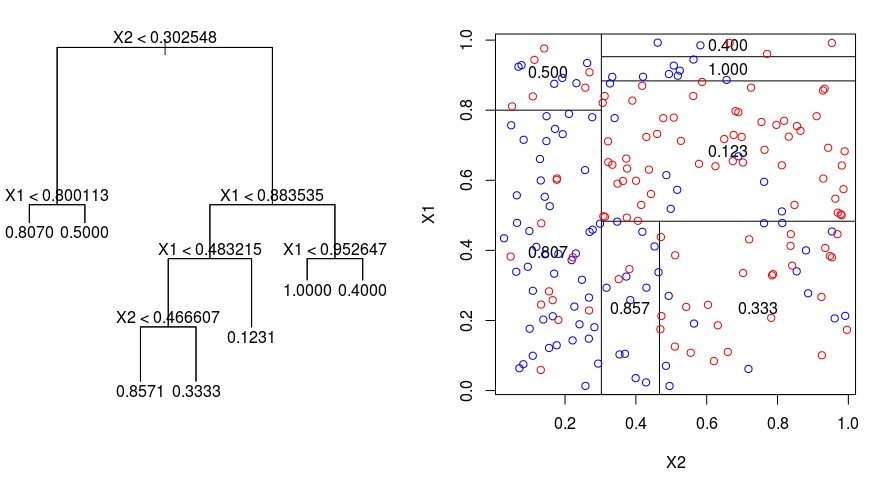 X2 < 0.302548
X1 < 0.800113
X1 < 0.883535
0.8070
0.5000
X1 < 0.483215
X1 < 0.952647
1.0000
0.4000
X2 < 0.466607
0.1231
0.8571
0.3333
X1
1.0
0.8
0.6
0.4
0.2
0.0
0.400
1.000
0.500
0.123
0.807
0.857
0.333
0.2 0.4 0.6 0.8 1.0
X2